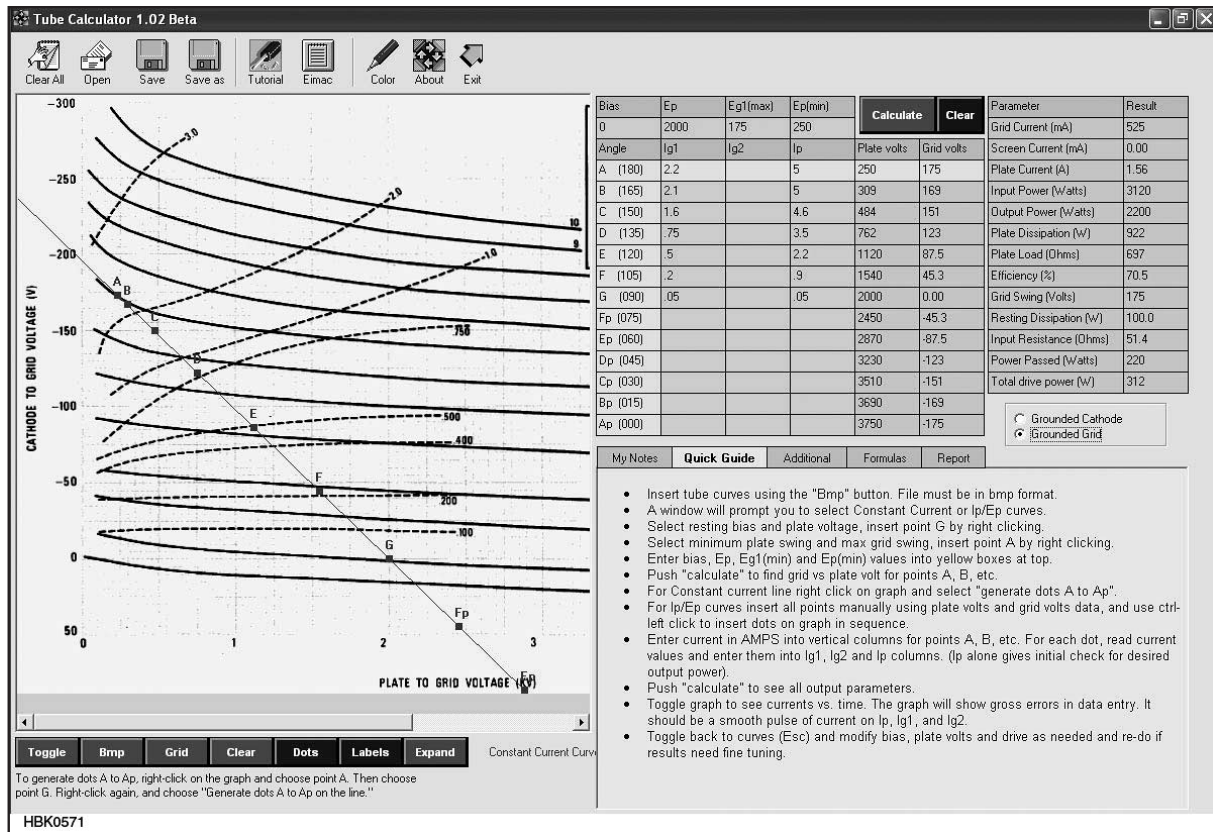 Tube Calculator 1.02 Beta
Clear All Open Save Save as Tutorial Eimac Color About Exit
-300
-250
-200
-150
-100
-50
0
50
CATHODE TO GRID VOLTAGE (V)
-3.0
-2.0
-1.0
10
9
.750
.500
.400
.200
.100
A
B
C
D
E
F
G
Fp
Ep
0 1 2 3
PLATE TO GRID VOLTAGE (KV)
Toggle Bmp Grid Clear Dots Labels Expand Constant Current Curve
To generate dots A to Ap, right-click on the graph and choose point A. Then choose
point G. Right-click again, and choose "Generate dots A to Ap on the line."
Bias Ep Eg1(max) Ep(min) Calculate Clear
0 2000 175 250
Angle Ig1 Ig2 Ip Plate volts Grid volts
A (180) 2.2 5 250 175
B (165) 2.1 5 309 169
C (150) 1.6 4.6 484 151
D (135) .75 3.5 762 123
E (120) .5 2.2 1120 87.5
F (105) .2 .9 1540 45.3
G (090) .05 .05 2000 0.00
Fp (075) 2450 -45.3
Ep (060) 2870 -87.5
Dp (045) 3230 -123
Cp (030) 3510 -151
Bp (015) 3690 -169
Ap (000) 3750 -175
Parameter Result
Grid Current (mA) 525
Screen Current (mA) 0.00
Plate Current (A) 1.56
Input Power (Watts) 3120
Output Power (Watts) 2200
Plate Dissipation (W) 922
Plate Load (Ohms) 697
Efficiency (%) 70.5
Grid Swing (Volts) 175
Resting Dissipation (W) 100.0
Input Resistance (Ohms) 51.4
Power Passed (Watts) 220
Total drive power (W) 312
Grounded Cathode
Grounded Grid
My Notes Quick Guide Additional Formulas Report
• Insert tube curves using the "Bmp" button. File must be in bmp format.
• A window will prompt you to select Constant Current or Ip/Ep curves.
• Select resting bias and plate voltage, insert point G by right clicking.
• Select minimum plate swing and max grid swing, insert point A by right clicking.
• Enter bias, Ep, Eg1(min) and Ep(min) values into yellow boxes at top.
• Push "calculate" to find grid vs plate volt for points A, B, etc.
• For Constant current line right click on graph and select "generate dots A to Ap".
• For Ip/Ep curves insert all points manually using plate volts and grid volts data, and use ctrl-
left click to insert dots on graph in sequence.
• Enter current in AMPS into vertical columns for points A, B, etc. For each dot, read current
values and enter them into Ig1, Ig2 and Ip columns. (Ip alone gives initial check for desired
output power).
• Push "calculate" to see all output parameters.
• Toggle graph to see currents vs. time. The graph will show gross errors in data entry. It
should be a smooth pulse of current on Ip, Ig1, and Ig2.
• Toggle back to curves (Esc) and modify bias, plate volts and drive as needed and re-do if
results need fine tuning.
HBK0571